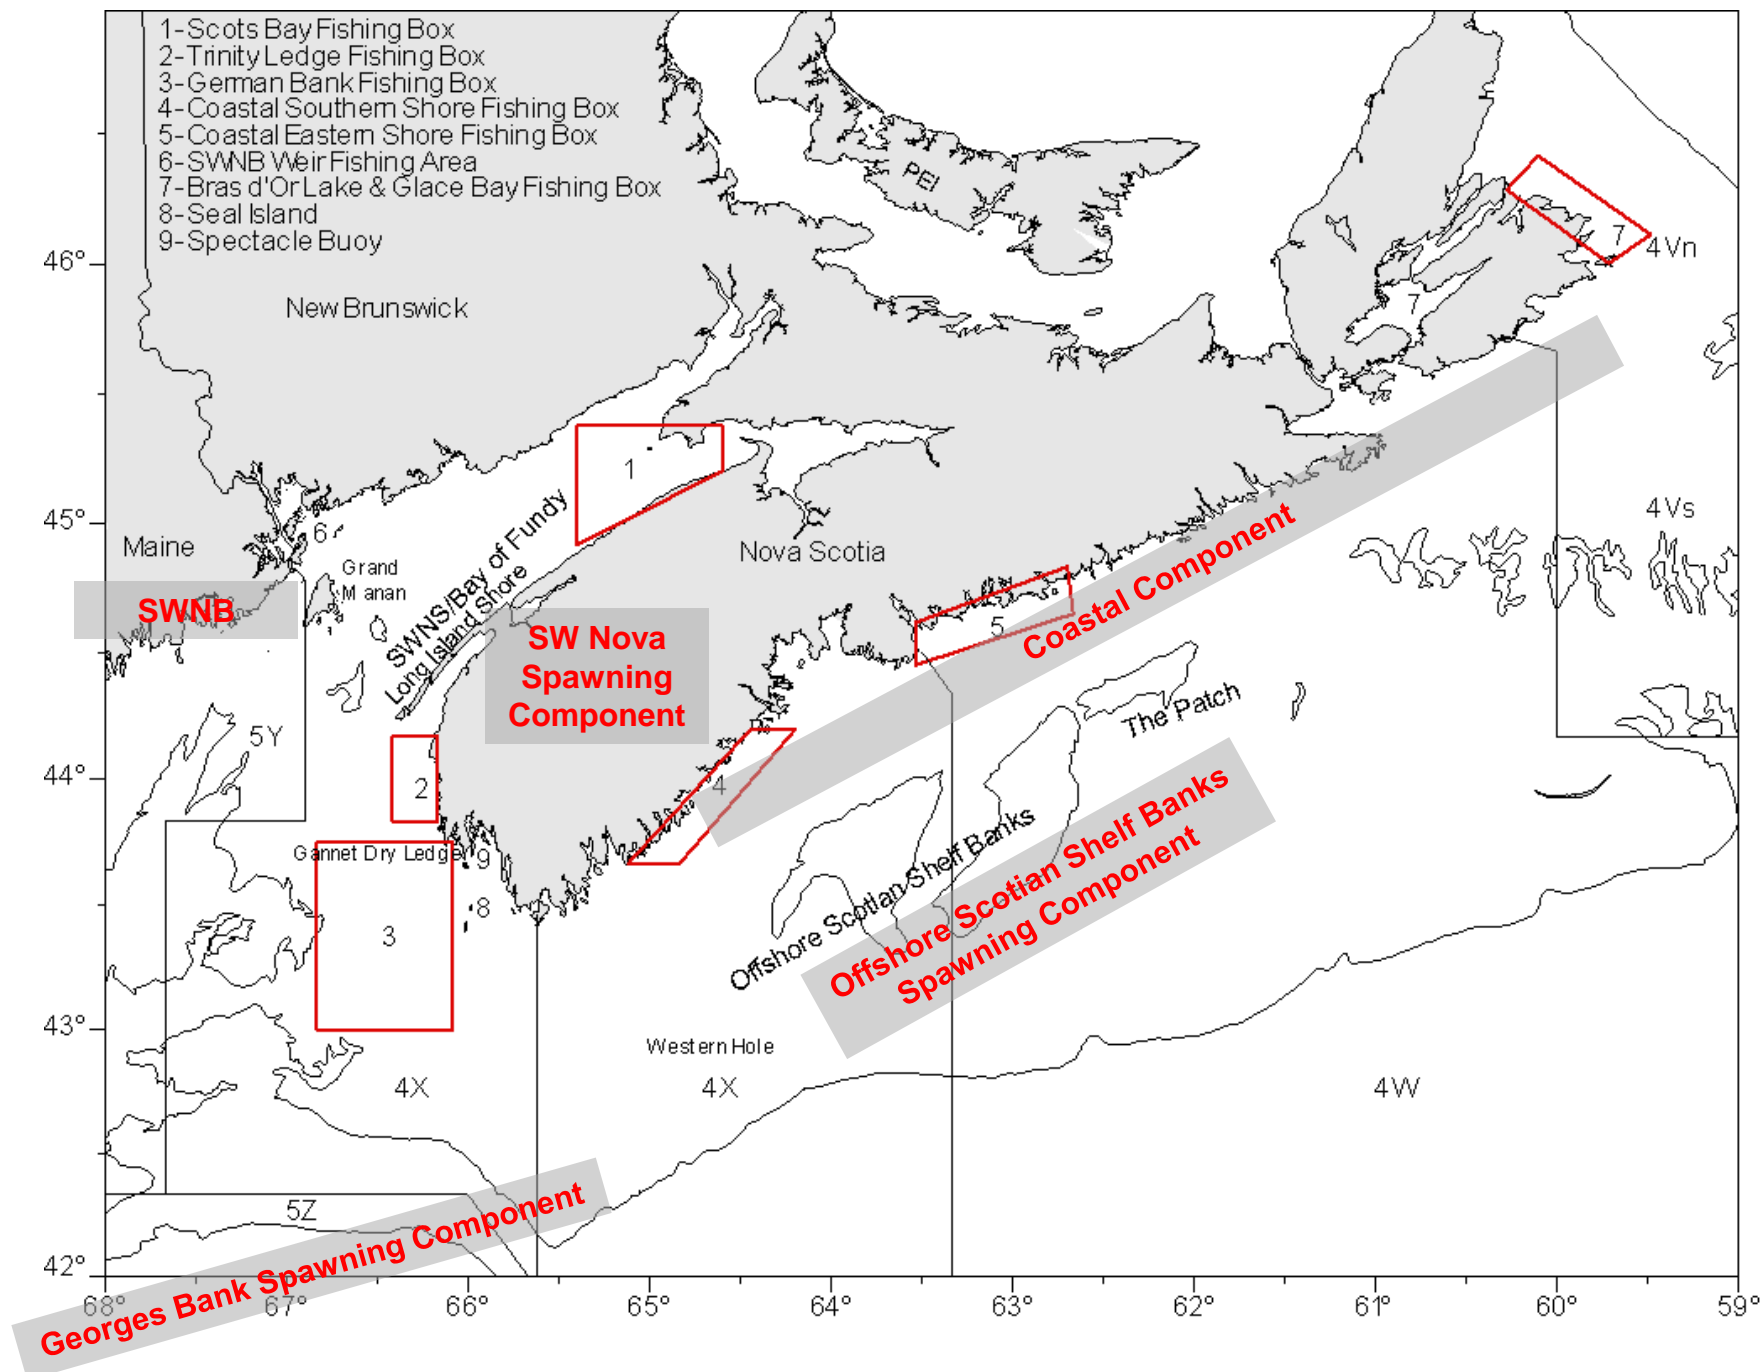 1-Scots Bay Fishing Box
2-Trinity Ledge Fishing Box
3-German Bank Fishing Box
4-Coastal Southern Shore Fishing Box
5-Coastal Eastern Shore Fishing Box
6-SWNB Weir Fishing Area
7-Bras d'Or Lake & Glace Bay Fishing Box
8-Seal Island
9-Spectacle Buoy
PEI
7
4Vn
46°
New Brunswick
7
1
45°
6
Maine
Grand
Manan
SWNS/Bay of Fundy
Long Island Shore
Nova Scotia
4Vs
SWNB
SW Nova
Spawning
Component
5
Coastal Component
5Y
The Patch
44°
2
4
Gannet Dry Ledge
9
8
3
Offshore Scotian Shelf Banks
Offshore Scotian Shelf Banks
Spawning Component
43°
Western Hole
4X
4X
4W
5Z
Georges Bank Spawning Component
42°
68°
67°
66°
65°
64°
63°
62°
61°
60°
59°